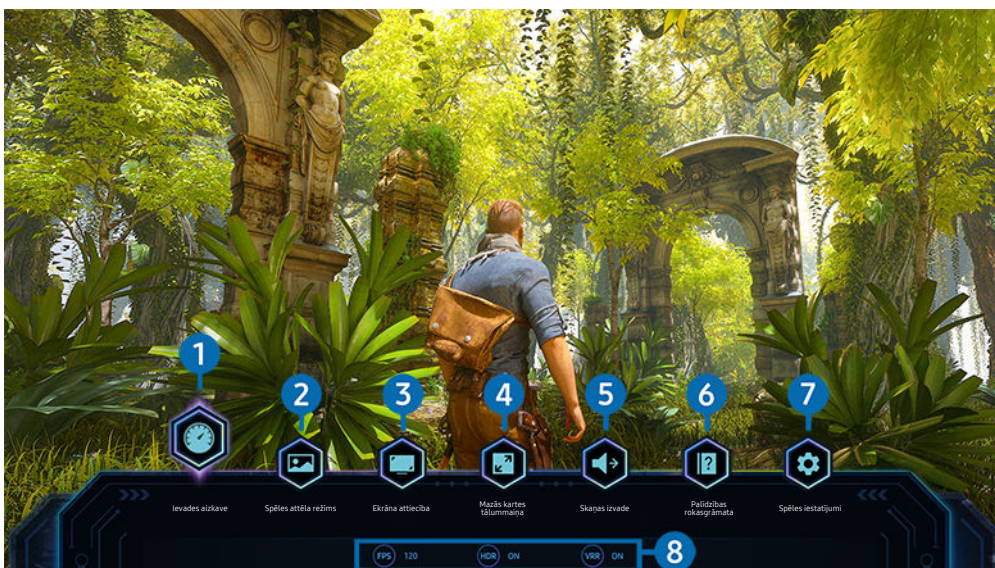 1
2
3
4
5
6
7
Ievades aizkave
Spēles attēla režīms
Ekrāna attiecība
Mazās kartes
tālummaiņa
Skaņas izvade
Palīdzības
rokasgrāmata
Spēles iestatījumi
FPS 120 HDR ON VRR ON 8